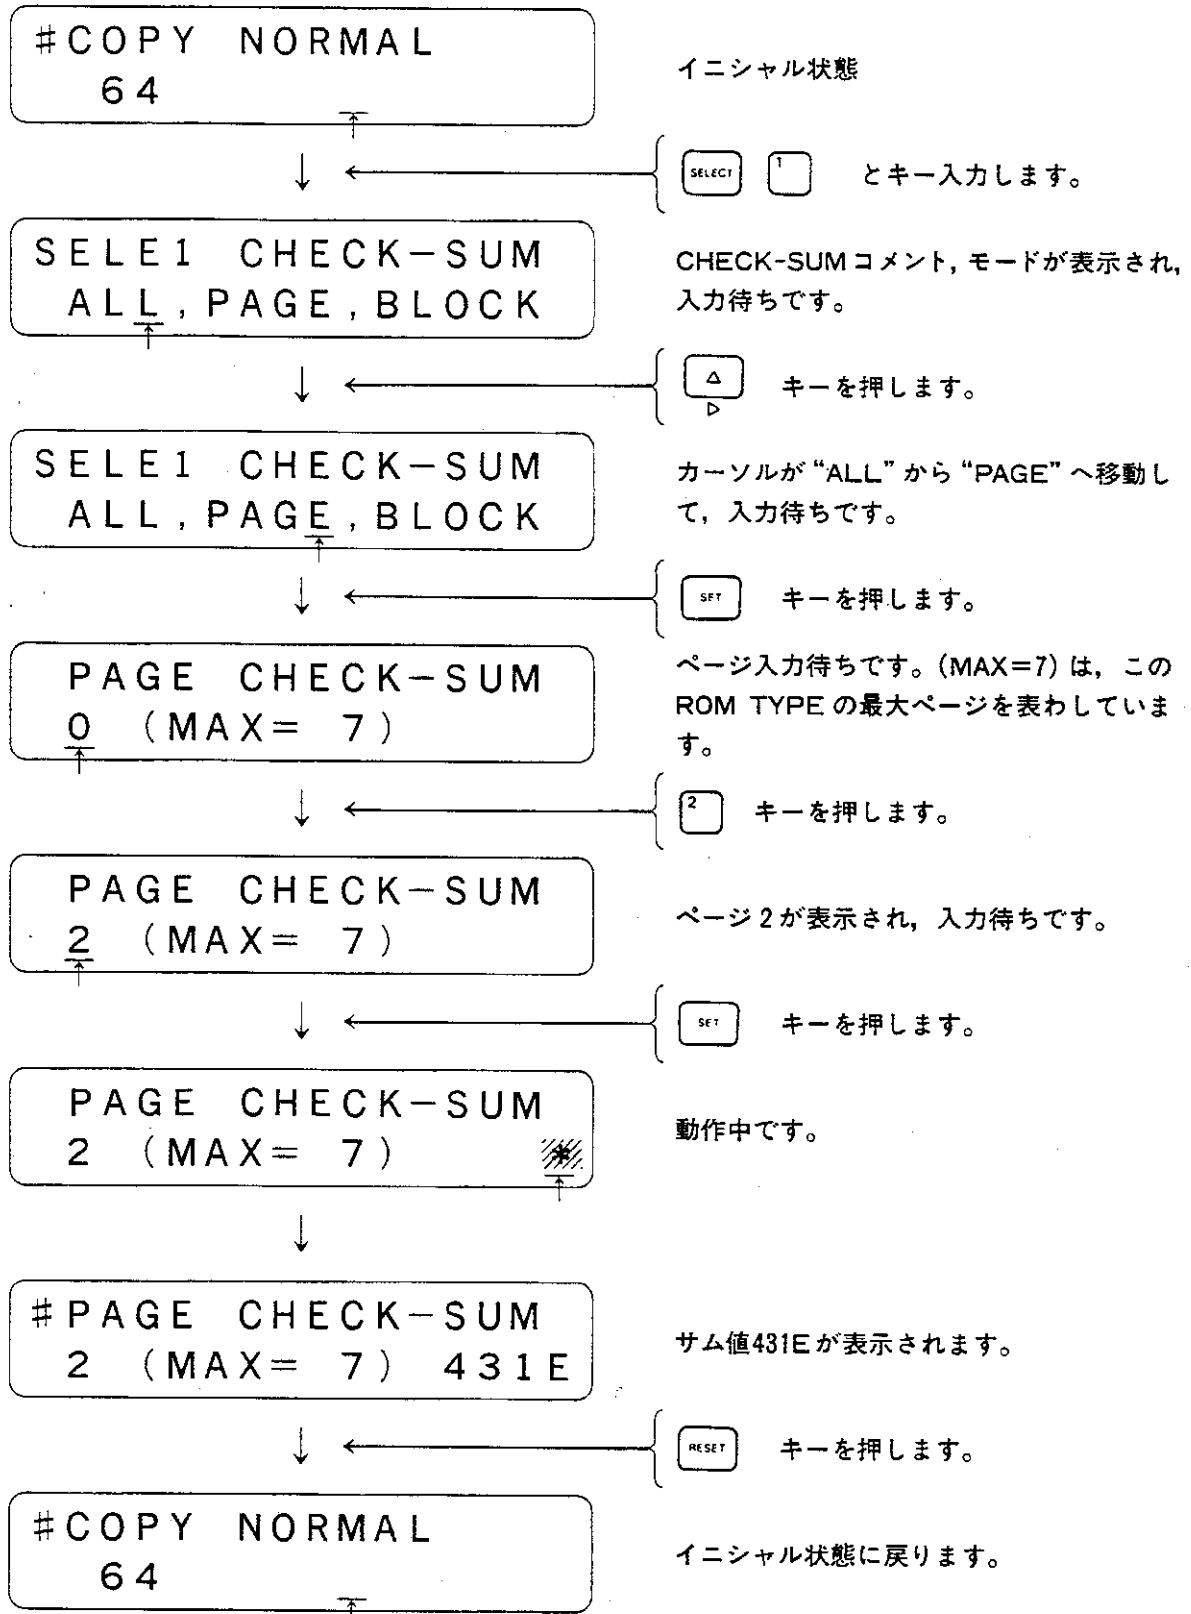 #COPY NORMAL
64
イニシャル状態
SELECT 1 とキー入力します。
SELE1 CHECK-SUM
ALL,PAGE,BLOCK
CHECK-SUMコメント,モードが表示され,
入力待ちです。
△
▷
キーを押します。
SELE1 CHECK-SUM
ALL,PAGE,BLOCK
カーソルが“ALL”から“PAGE”へ移動し
て,入力待ちです。
SET キーを押します。
PAGE CHECK-SUM
0 (MAX= 7)
ページ入力待ちです。(MAX=7)は,この
ROM TYPEの最大ページを表わしていま
す。
2 キーを押します。
PAGE CHECK-SUM
2 (MAX= 7)
ページ2が表示され,入力待ちです。
SET キーを押します。
PAGE CHECK-SUM
2 (MAX= 7) *
動作中です。
#PAGE CHECK-SUM
2 (MAX= 7) 431E
サム値431Eが表示されます。
RESET キーを押します。
#COPY NORMAL
64
イニシャル状態に戻ります。